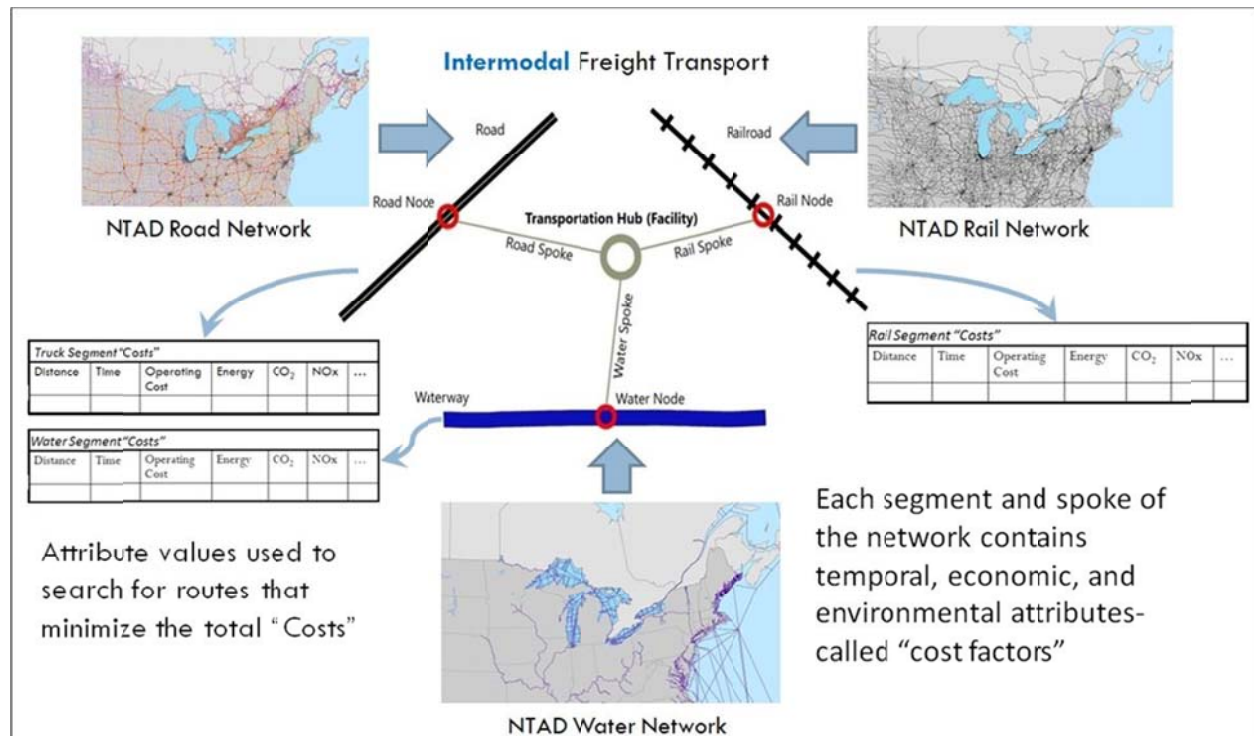 Intermodal Freight Transport
Road
Railroad
Road Noce
Rail Node
Transportation Hub (Facility)
NTAD Road Network
NTAD Rail Network
Road Spoke
Rail Spoke
Water Spoke
Truck Segment "Costs"
Distance Time Operating Cost Energy CO₂ NOx ...
Rail Segment "Costs"
Distance Time Operating Cost Energy CO₂ NOx ...
Witerway
Water Node
Water Segment "Costs"
Distance Time Operating Cost Energy CO₂ NOx ...
Attribute values used to
search for routes that
minimize the total "Costs"
Each segment and spoke of
the network contains
temporal, economic, and
environmental attributes-
called "cost factors"
NTAD Water Network